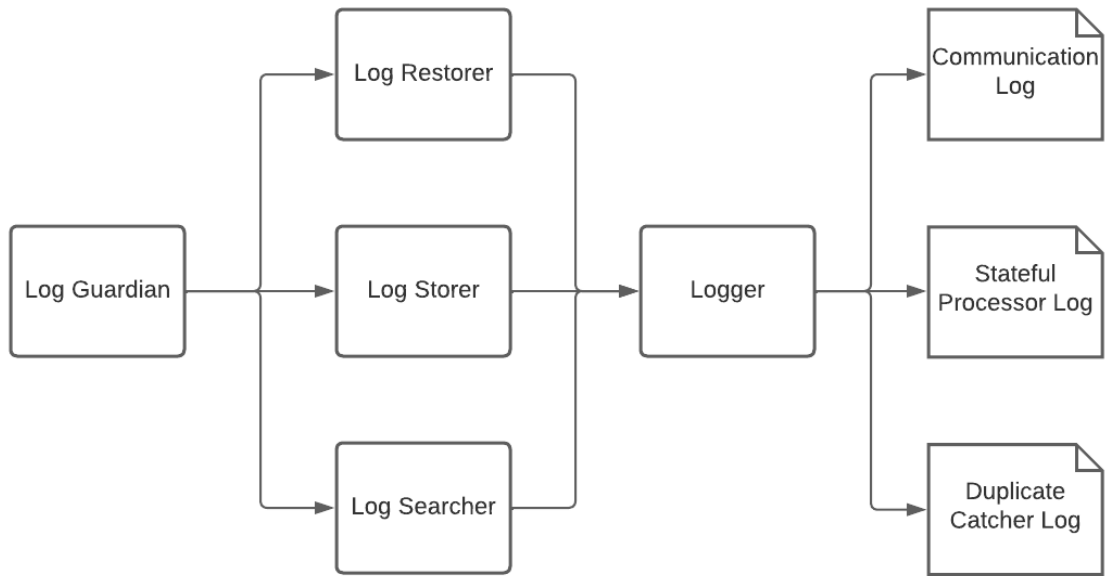 Log Restorer
Communication
Log
Log Guardian
Log Storer
Logger
Stateful
Processor Log
Log Searcher
Duplicate
Catcher Log